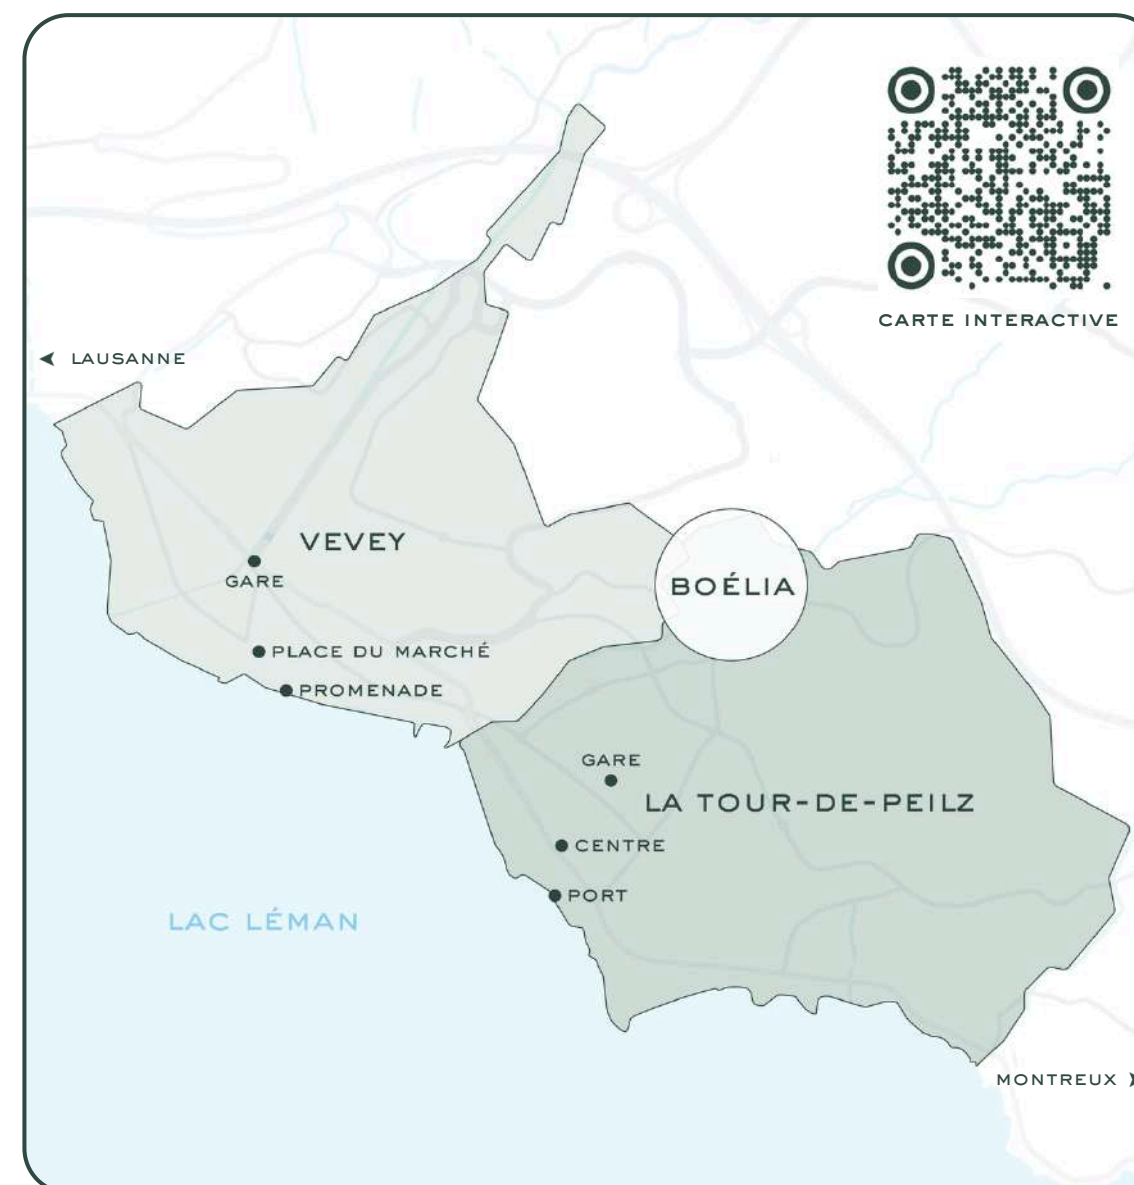 CARTE INTERACTIVE
LAUSANNE
VEVEY
GARE
BOÉLIA
PLACE DU MARCHÉ
PROMENADE
GARE
LA TOUR-DE-PEILZ
CENTRE
PORT
LAC LÉMAN
MONTREUX